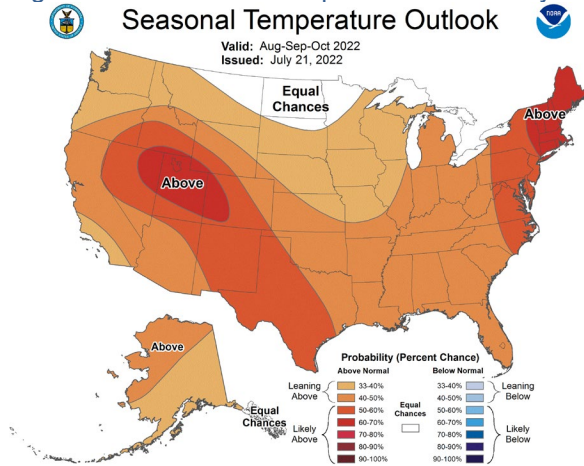 Seasonal Temperature Outlook
NOAA
Valid: Aug-Sep-Oct 2022
Issued: July 21, 2022
Equal
Chances
Above
Above
Above
Equal
Chances
Probability (Percent Chance)
Above Normal
Below Normal
Leaning
Above
33-40%
40-50%
Likely
Above
50-60%
60-70%
70-80%
80-90%
90-100%
Equal
Chances
33-40%
40-50%
Leaning
Below
50-60%
60-70%
70-80%
80-90%
90-100%
Likely
Below